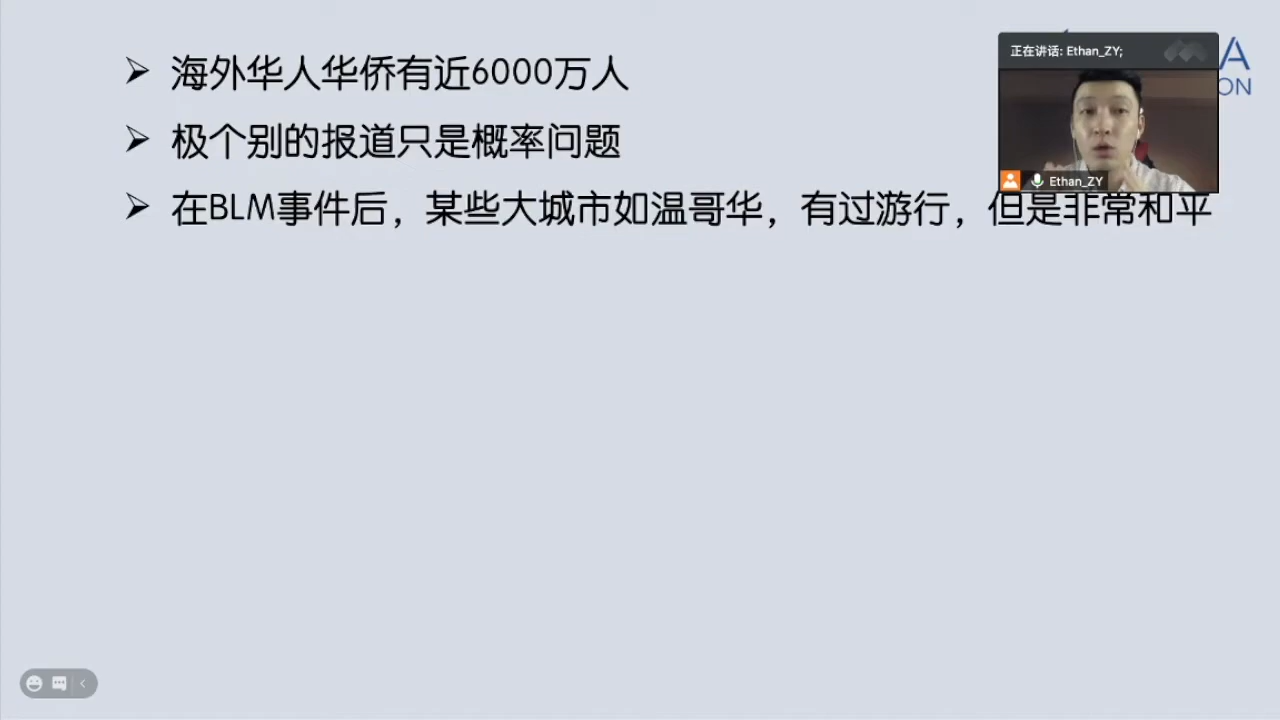 海外华人华侨有近6000万人
极个别的报道只是概率问题
在BLM事件后，某些大城市如温哥华，有过游行，但是非常和平
正在讲话: Ethan_ZY;
Ethan_ZY